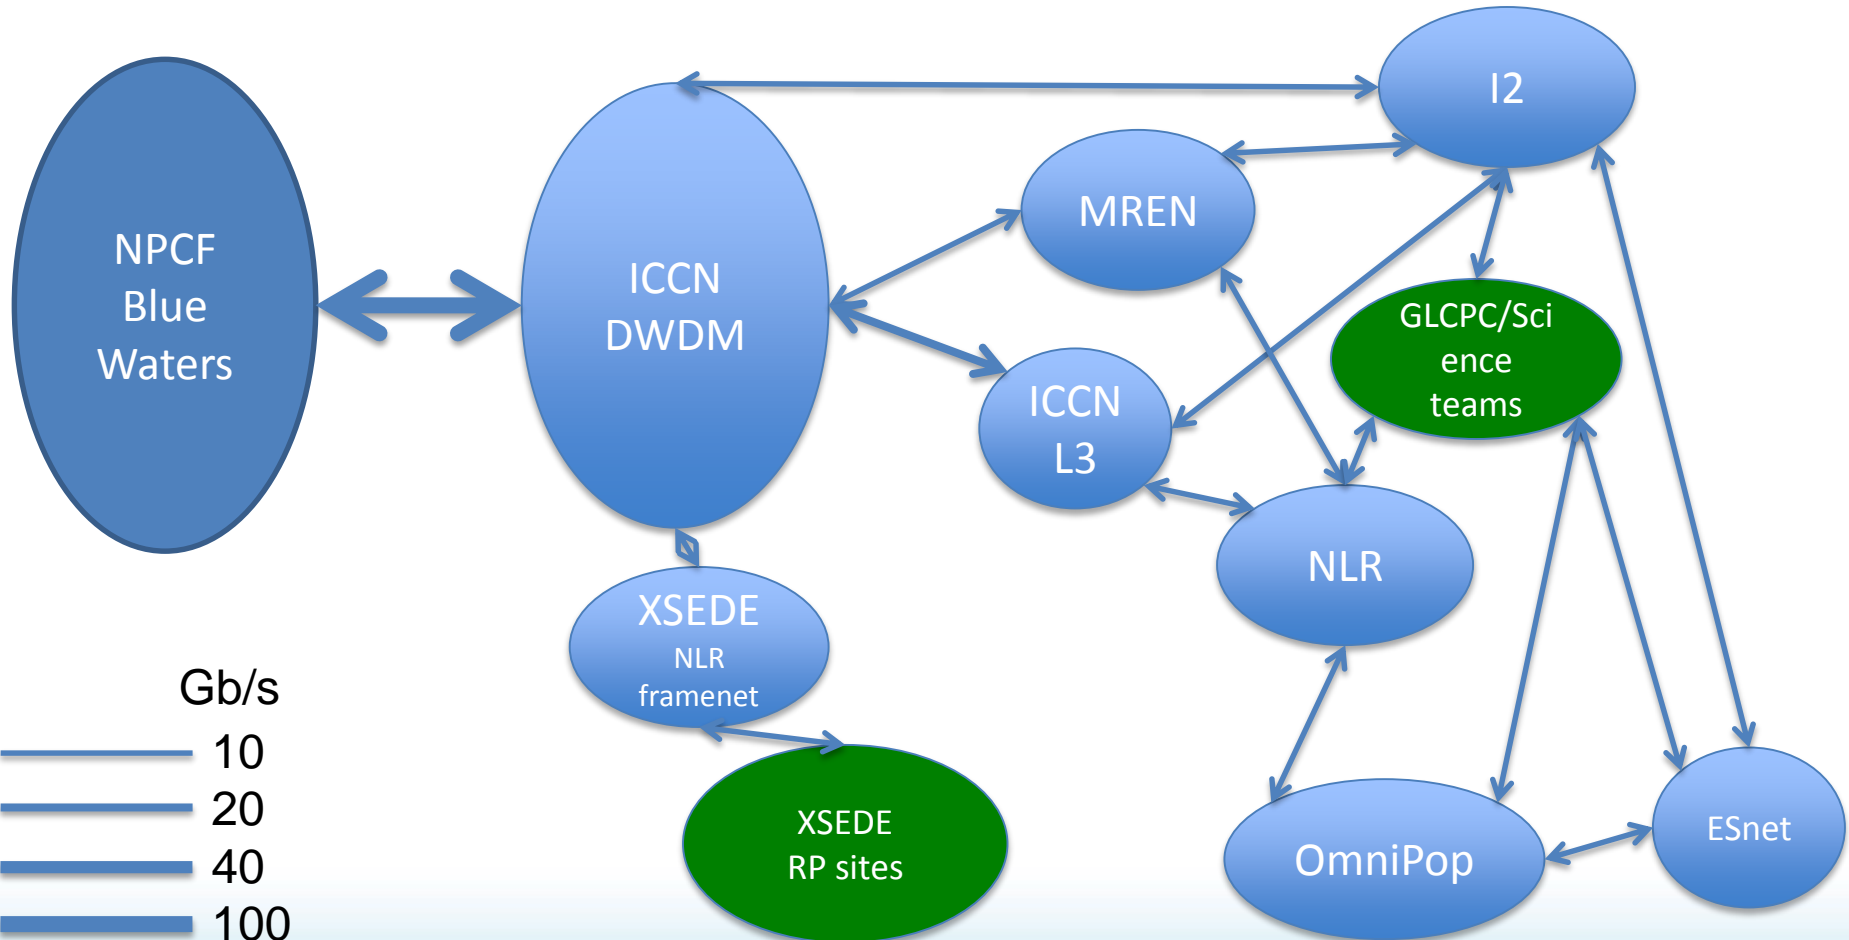 NPCF
Blue
Waters
ICCN
DWDM
I2
MREN
GLCPC/Sci
ence
teams
ICCN
L3
NLR
XSEDE
NLR
framenet
XSEDE
RP sites
OmniPop
ESnet
Gb/s
10
20
40
100